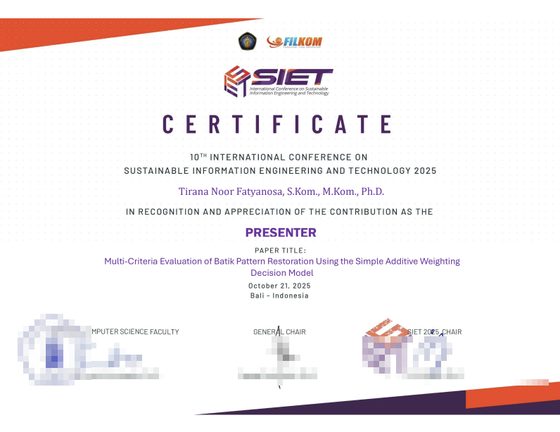 FILKOM
SIET
International Conference on Sustainable
Information Engineering and Technology
CERTIFICATE
10TH INTERNATIONAL CONFERENCE ON
SUSTAINABLE INFORMATION ENGINEERING AND TECHNOLOGY 2025
Tirana Noor Fatyanosa, S.Kom., M.Kom., Ph.D.
IN RECOGNITION AND APPRECIATION OF THE CONTRIBUTION AS THE
PRESENTER
PAPER TITLE:
Multi-Criteria Evaluation of Batik Pattern Restoration Using the Simple Additive Weighting
Decision Model
October 21, 2025
Bali - Indonesia
MPUTER SCIENCE FACULTY
GENERAL CHAIR
SIET 2025 CHAIR